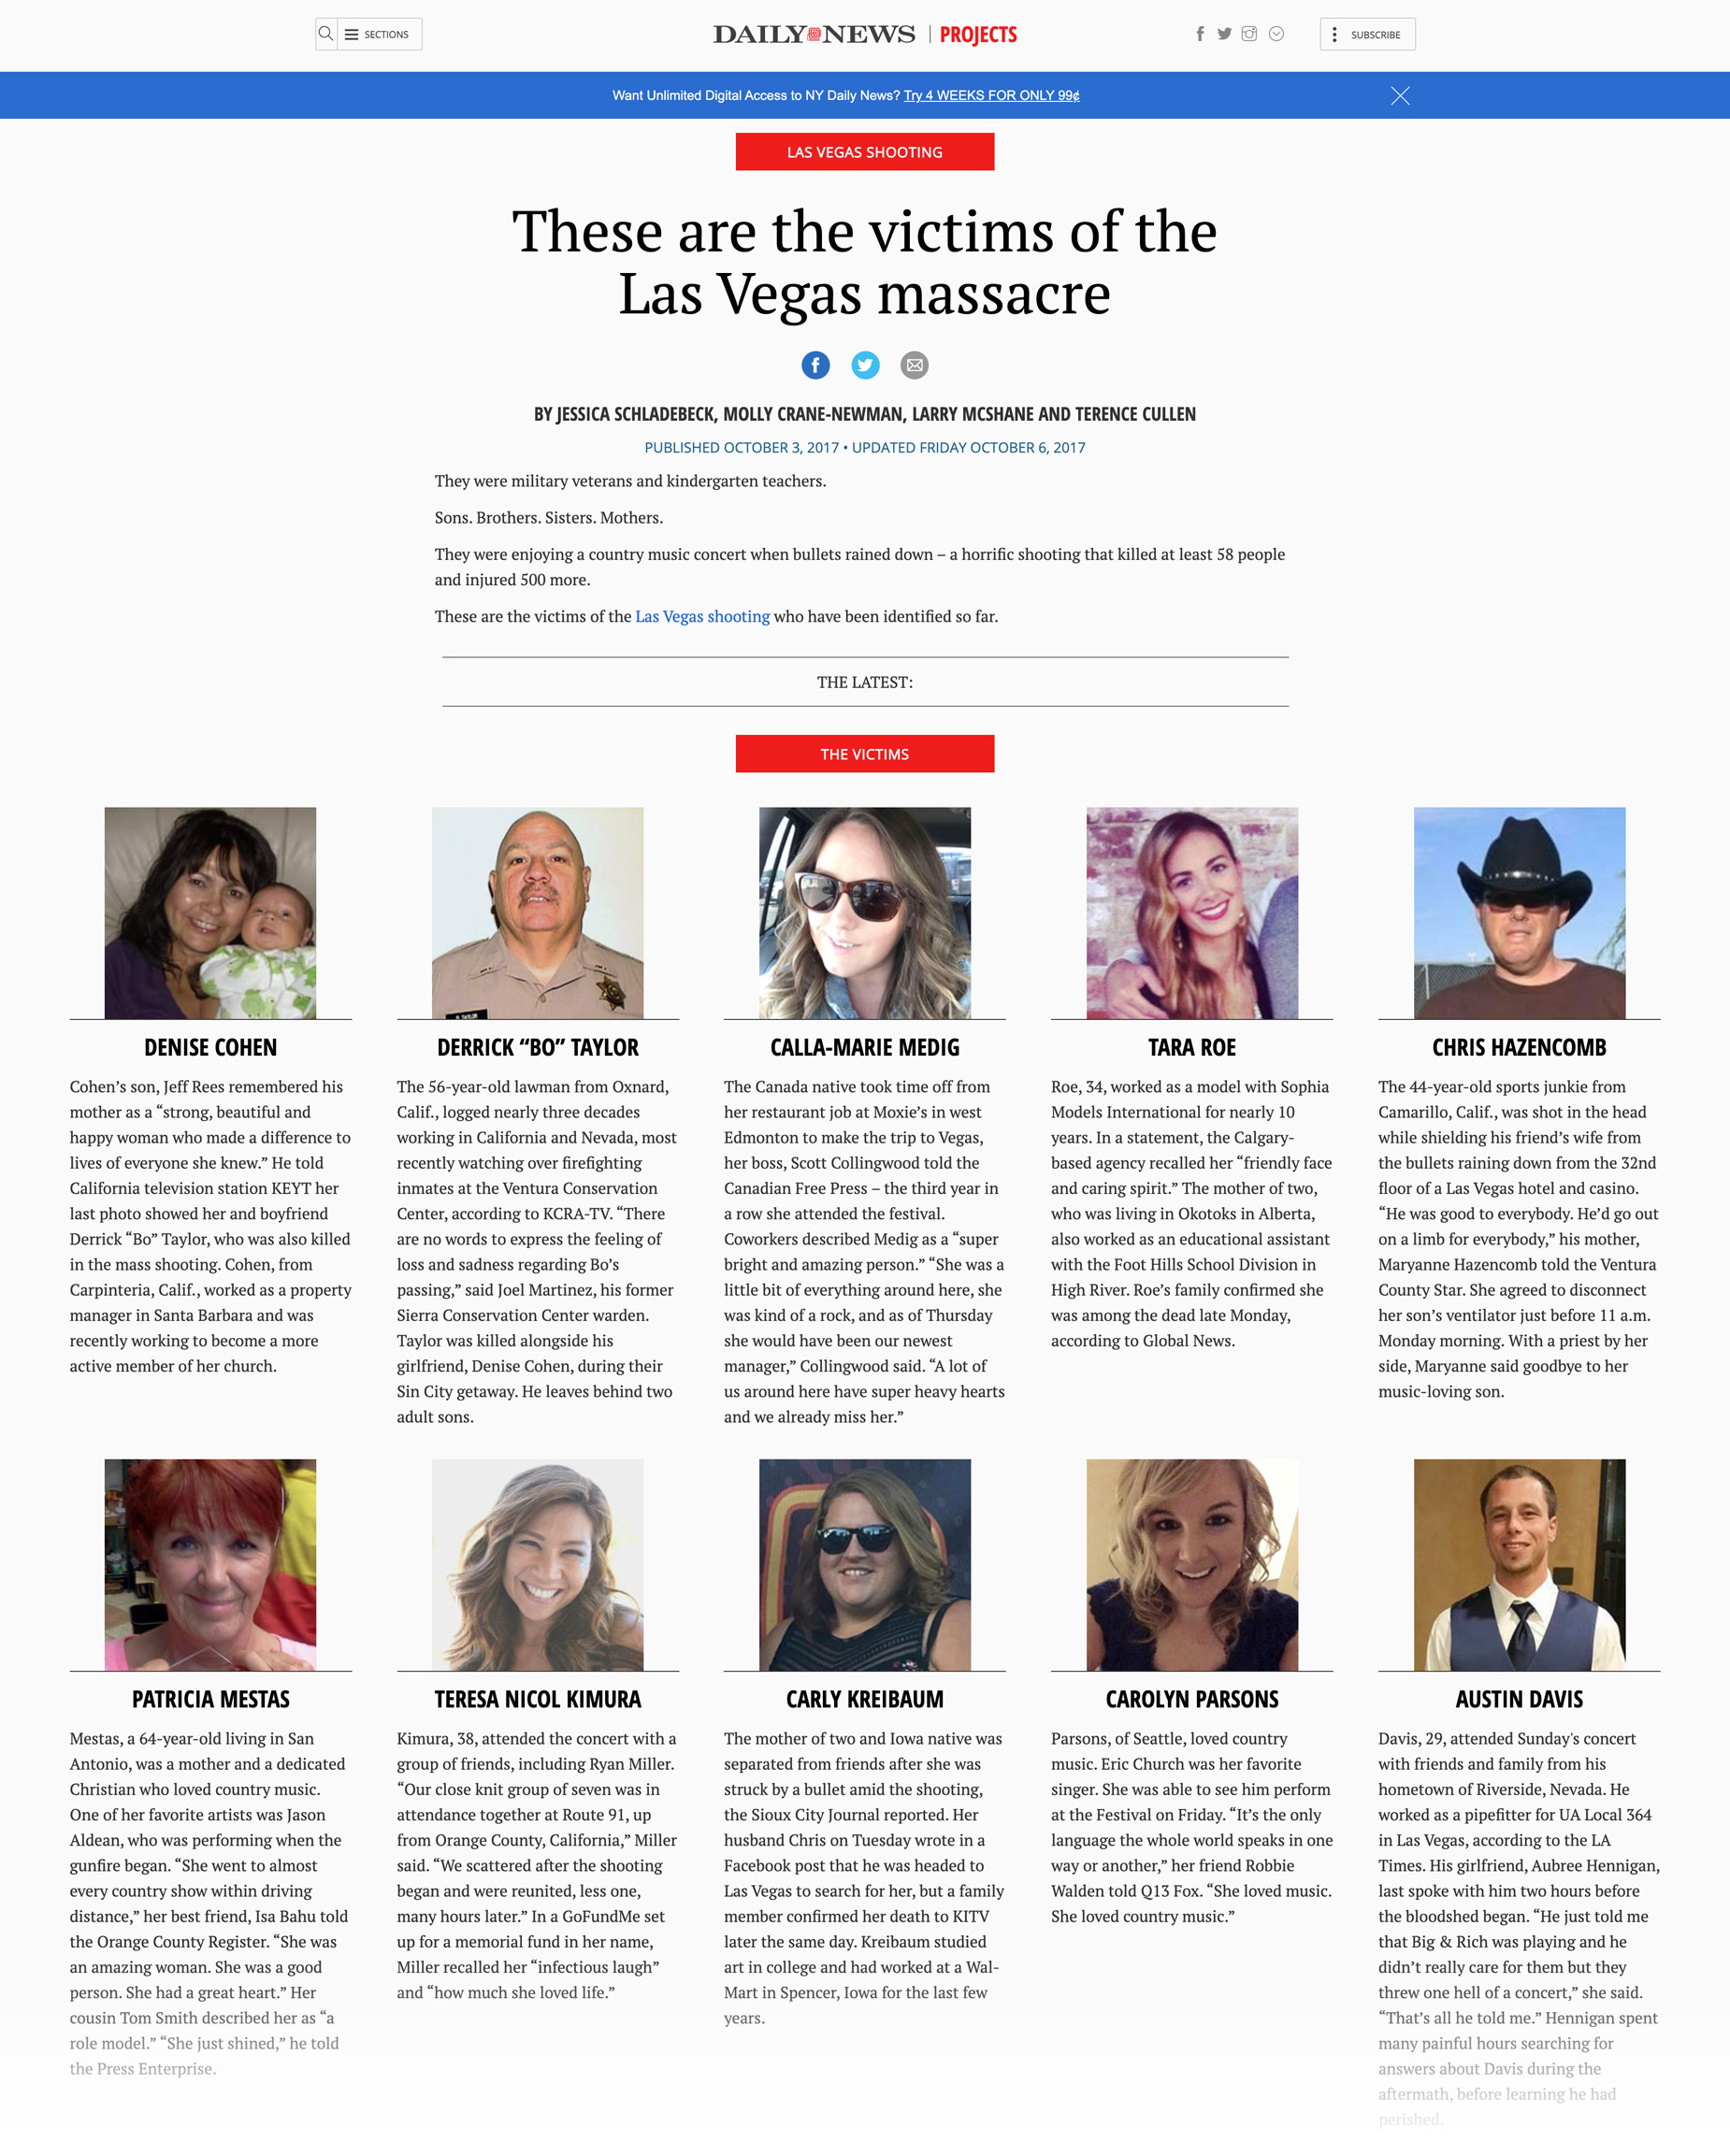 SECTIONS
DAILY NEWS | PROJECTS
SUBSCRIBE
Want Unlimited Digital Access to NY Daily News? Try 4 WEEKS FOR ONLY 99¢
LAS VEGAS SHOOTING
These are the victims of the
Las Vegas massacre
BY JESSICA SCHLADEBECK, MOLLY CRANE-NEWMAN, LARRY MCSHANE AND TERENCE CULLEN
PUBLISHED OCTOBER 3, 2017 • UPDATED FRIDAY OCTOBER 6, 2017
They were military veterans and kindergarten teachers.
Sons. Brothers. Sisters. Mothers.
They were enjoying a country music concert when bullets rained down – a horrific shooting that killed at least 58 people
and injured 500 more.
These are the victims of the Las Vegas shooting who have been identified so far.
THE LATEST:
THE VICTIMS
DENISE COHEN
Cohen’s son, Jeff Rees remembered his
mother as a “strong, beautiful and
happy woman who made a difference to
lives of everyone she knew.” He told
California television station KEYT her
last photo showed her and boyfriend
Derrick “Bo” Taylor, who was also killed
in the mass shooting. Cohen, from
Carpinteria, Calif., worked as a property
manager in Santa Barbara and was
recently working to become a more
active member of her church.
DERRICK “BO” TAYLOR
The 56-year-old lawman from Oxnard,
Calif., logged nearly three decades
working in California and Nevada, most
recently watching over firefighting
inmates at the Ventura Conservation
Center, according to KCRA-TV. “There
are no words to express the feeling of
loss and sadness regarding Bo’s
passing,” said Joel Martinez, his former
Sierra Conservation Center warden.
Taylor was killed alongside his
girlfriend, Denise Cohen, during their
Sin City getaway. He leaves behind two
adult sons.
CALLA-MARIE MEDIG
The Canada native took time off from
her restaurant job at Moxie’s in west
Edmonton to make the trip to Vegas,
her boss, Scott Collingwood told the
Canadian Free Press – the third year in
a row she attended the festival.
Coworkers described Medig as a “super
bright and amazing person.” “She was a
little bit of everything around here, she
was kind of a rock, and as of Thursday
she would have been our newest
manager,” Collingwood said. “A lot of
us around here have super heavy hearts
and we already miss her.”
TARA ROE
Roe, 34, worked as a model with Sophia
Models International for nearly 10
years. In a statement, the Calgary-
based agency recalled her “friendly face
and caring spirit.” The mother of two,
who was living in Okotoks in Alberta,
also worked as an educational assistant
with the Foot Hills School Division in
High River. Roe’s family confirmed she
was among the dead late Monday,
according to Global News.
CHRIS HAZENCOMB
The 44-year-old sports junkie from
Camarillo, Calif., was shot in the head
while shielding his friend’s wife from
the bullets raining down from the 32nd
floor of a Las Vegas hotel and casino.
“He was good to everybody. He’d go out
on a limb for everybody,” his mother,
Maryanne Hazencomb told the Ventura
County Star. She agreed to disconnect
her son’s ventilator just before 11 a.m.
Monday morning. With a priest by her
side, Maryanne said goodbye to her
music-loving son.
PATRICIA MESTAS
Mestas, a 64-year-old living in San
Antonio, was a mother and a dedicated
Christian who loved country music.
One of her favorite artists was Jason
Aldean, who was performing when the
gunfire began. “She went to almost
every country show within driving
distance,” her best friend, Isa Bahu told
the Orange County Register. “She was
an amazing woman. She was a good
person. She had a great heart.” Her
cousin Tom Smith described her as “a
role model.” “She just shined,” he told
the Press Enterprise.
TERESA NICOL KIMURA
Kimura, 38, attended the concert with a
group of friends, including Ryan Miller.
“Our close knit group of seven was in
attendance together at Route 91, up
from Orange County, California,” Miller
said. “We scattered after the shooting
began and were reunited, less one,
many hours later.” In a GoFundMe set
up for a memorial fund in her name,
Miller recalled her “infectious laugh”
and “how much she loved life.”
CARLY KREIBAUM
The mother of two and Iowa native was
separated from friends after she was
struck by a bullet amid the shooting,
the Sioux City Journal reported. Her
husband Chris on Tuesday wrote in a
Facebook post that he was headed to
Las Vegas to search for her, but a family
member confirmed her death to KITV
later the same day. Kreibaum studied
art in college and had worked at a Wal-
Mart in Spencer, Iowa for the last few
years.
CAROLYN PARSONS
Parsons, of Seattle, loved country
music. Eric Church was her favorite
singer. She was able to see him perform
at the Festival on Friday. “It’s the only
language the whole world speaks in one
way or another,” her friend Robbie
Walden told Q13 Fox. “She loved music.
She loved country music.”
AUSTIN DAVIS
Davis, 29, attended Sunday's concert
with friends and family from his
hometown of Riverside, Nevada. He
worked as a pipefitter for UA Local 364
in Las Vegas, according to the LA
Times. His girlfriend, Aubree Hennigan,
last spoke with him two hours before
the bloodshed began. “He just told me
that Big & Rich was playing and he
didn’t really care for them but they
threw one hell of a concert,” she said.
“That’s all he told me.” Hennigan spent
many painful hours searching for
answers about Davis during the
aftermath, before learning he had
perished.